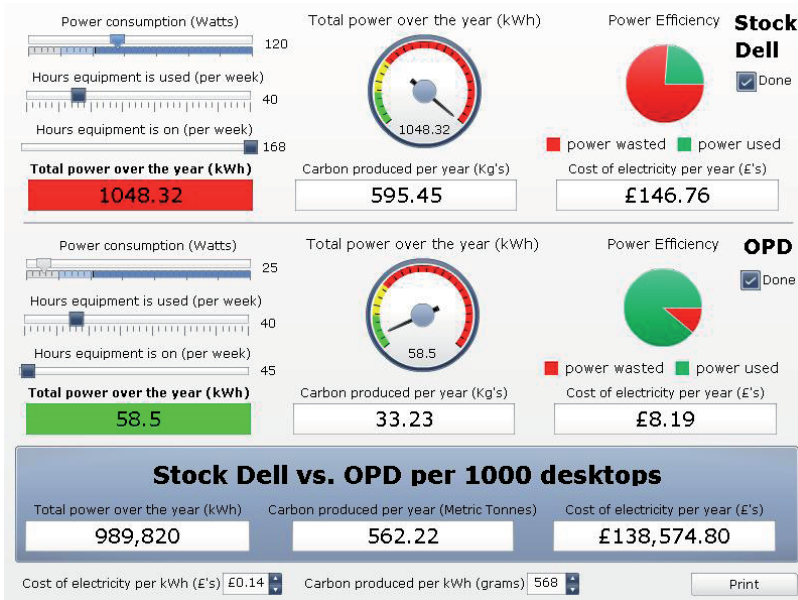 Power consumption (Watts)
120
Hours equipment is used (per week)
40
Hours equipment is on (per week)
168
Total power over the year (kWh)
1048.32
Total power over the year (kWh)
1048.32
Carbon produced per year (Kg's)
595.45
Power Efficiency
power wasted power used
Cost of electricity per year (£'s)
£146.76
Stock
Dell
Done
Power consumption (Watts)
25
Hours equipment is used (per week)
40
Hours equipment is on (per week)
45
Total power over the year (kWh)
58.5
Total power over the year (kWh)
58.5
Carbon produced per year (Kg's)
33.23
Power Efficiency
power wasted power used
Cost of electricity per year (£'s)
£8.19
OPD
Done
Stock Dell vs. OPD per 1000 desktops
Total power over the year (kWh)
989,820
Carbon produced per year (Metric Tonnes)
562.22
Cost of electricity per year (£'s)
£138,574.80
Cost of electricity per kWh (£'s) £0.14
Carbon produced per kWh (grams) 568
Print